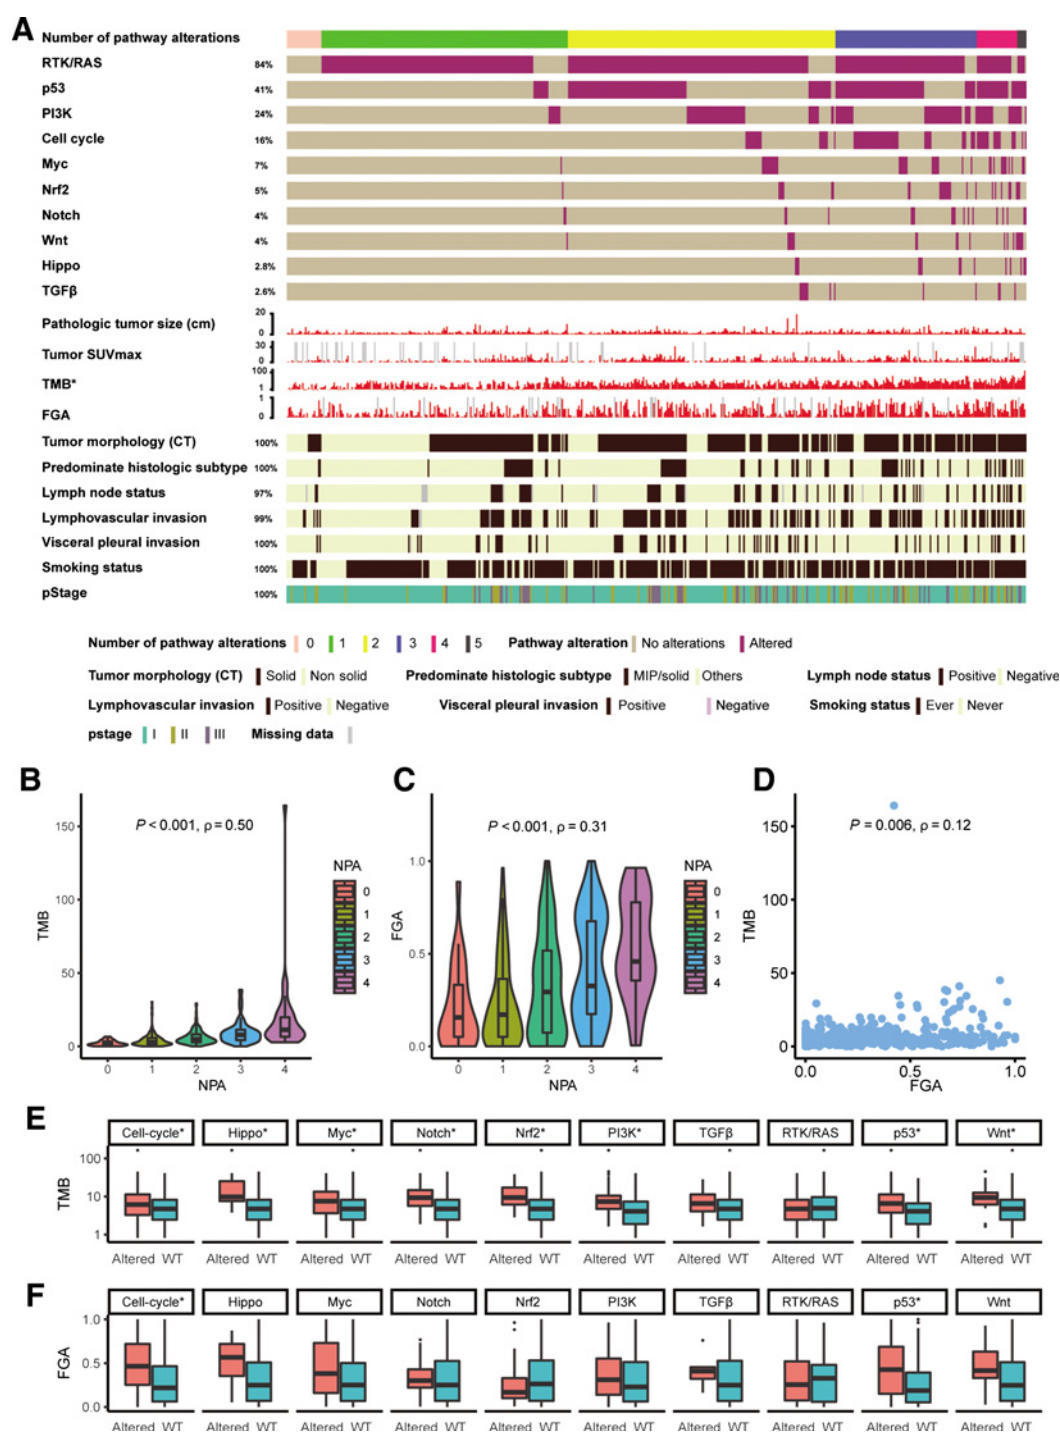 A
Number of pathway alterations
RTK/RAS 84%
p53 41%
PI3K 24%
Cell cycle 16%
Myc 7%
Nrf2 5%
Notch 4%
Wnt 4%
Hippo 2.8%
TGFβ 2.6%
Pathologic tumor size (cm) 20 0
Tumor SUVmax 30 0
TMB* 100 1
FGA 1 0
Tumor morphology (CT) 100%
Predominate histologic subtype 100%
Lymph node status 97%
Lymphovascular invasion 99%
Visceral pleural invasion 100%
Smoking status 100%
pStage 100%
Number of pathway alterations 0 1 2 3 4 5 Pathway alteration No alterations Altered
Tumor morphology (CT) Solid Non solid Predominate histologic subtype MIP/solid Others Lymph node status Positive Negative
Lymphovascular invasion Positive Negative Visceral pleural invasion Positive Negative Smoking status Ever Never
pstage I II III Missing data
B
P < 0.001, ρ = 0.50
TMB
150
100
50
0
0 1 2 3 4
NPA
NPA
0
1
2
3
4
C
P < 0.001, ρ = 0.31
FGA
1.0
0.5
0.0
0 1 2 3 4
NPA
NPA
0
1
2
3
4
D
P = 0.006, ρ = 0.12
TMB
150
100
50
0
0.0 0.5 1.0
FGA
E
Cell-cycle* Hippo* Myc* Notch* Nrf2* PI3K* TGFβ RTK/RAS p53* Wnt*
TMB
100
10
1
Altered WT Altered WT Altered WT Altered WT Altered WT Altered WT Altered WT Altered WT Altered WT Altered WT
F
Cell-cycle* Hippo Myc Notch Nrf2 PI3K TGFβ RTK/RAS p53* Wnt
FGA
1.0
0.5
0.0
Altered WT Altered WT Altered WT Altered WT Altered WT Altered WT Altered WT Altered WT Altered WT Altered WT